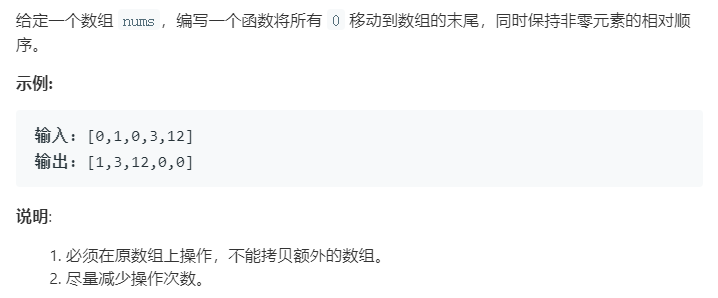 给定一个数组 nums，编写一个函数将所有 0 移动到数组的末尾，同时保持非零元素的相对顺
序。
示例:
输入: [0,1,0,3,12]
输出: [1,3,12,0,0]
说明:
1. 必须在原数组上操作，不能拷贝额外的数组。
2. 尽量减少操作次数。